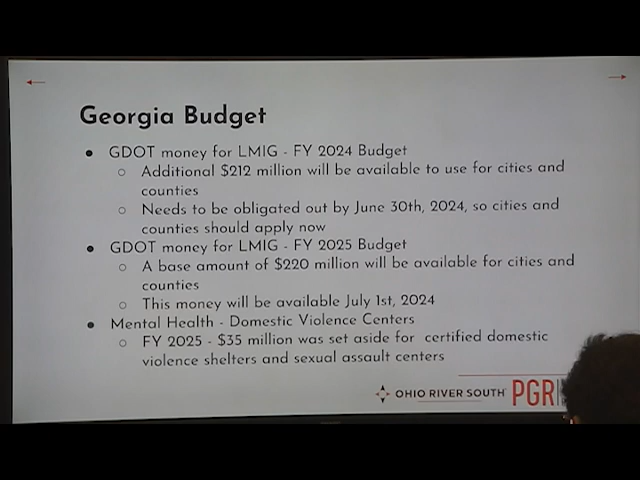 Georgia Budget
● GDOT money for LMIG - FY 2024 Budget
○ Additional $212 million will be available to use for cities and
counties
○ Needs to be obligated out by June 30th, 2024, so cities and
counties should apply now
● GDOT money for LMIG - FY 2025 Budget
○ A base amount of $220 million will be available for cities and
counties
○ This money will be available July 1st, 2024
● Mental Health - Domestic Violence Centers
○ FY 2025 - $35 million was set aside for certified domestic
violence shelters and sexual assault centers
OHIO RIVER SOUTH PGR